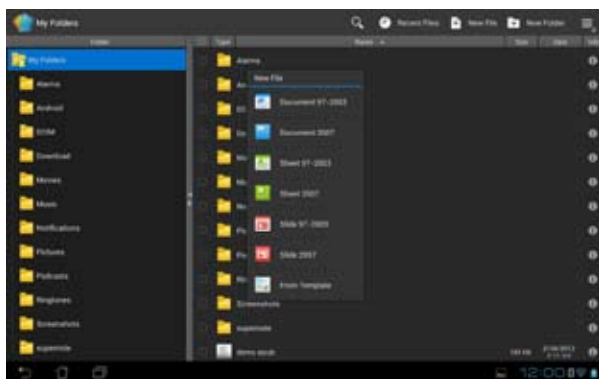 My Folders
Recent Files
New File
New Folder
Folder
Type
Name
Size
Date
Info
My Folders
Alarms
Android
DCIM
Download
Movies
Music
Notifications
Pictures
Podcasts
Ringtones
Screenshots
supernote
Alarms
New File
Document 97-2003
Document 2007
Sheet 97-2003
Sheet 2007
Slide 97-2003
Slide 2007
From Template
Screenshots
supernote
demo.epub
12:00